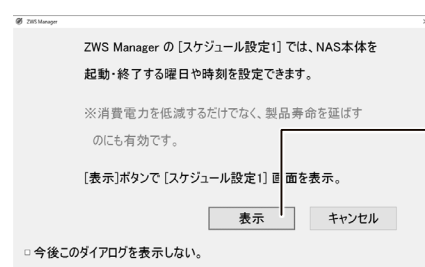 ZWS Manager
ZWS Manager の [スケジュール設定1] では、NAS本体を
起動・終了する曜日や時刻を設定できます。
※消費電力を低減するだけでなく、製品寿命を延ばす
のにも有効です。
[表示]ボタンで [スケジュール設定1] 画面を表示。
表示 キャンセル
今後このダイアログを表示しない。